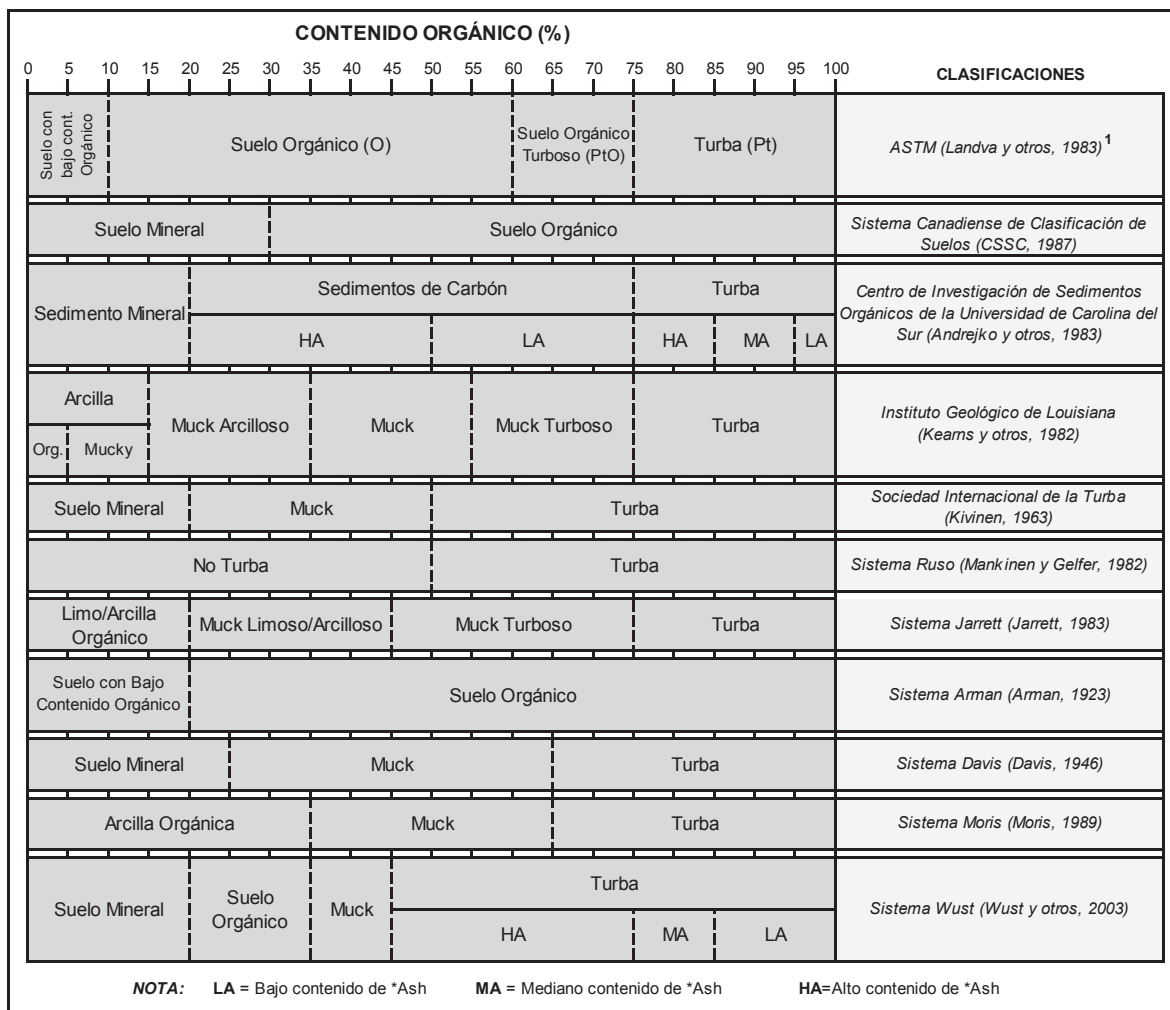 CONTENIDO ORGÁNICO (%)
0 5 10 15 20 25 30 35 40 45 50 55 60 65 70 75 80 85 90 95 100
CLASIFICACIONES
Suelo con
bajo cont.
Orgánico
Suelo Orgánico (O)
Suelo Orgánico
Turboso (PtO)
Turba (Pt)
ASTM (Landva y otros, 1983)1
Suelo Mineral
Suelo Orgánico
Sistema Canadiense de Clasificación de
Suelos (CSSC, 1987)
Sedimento Mineral
Sedimentos de Carbón
Turba
HA
LA
HA
MA
LA
Centro de Investigación de Sedimentos
Orgánicos de la Universidad de Carolina del
Sur (Andrejko y otros, 1983)
Arcilla
Org.
Mucky
Muck Arcilloso
Muck
Muck Turboso
Turba
Instituto Geológico de Louisiana
(Kearns y otros, 1982)
Suelo Mineral
Muck
Turba
Sociedad Internacional de la Turba
(Kivinen, 1963)
No Turba
Turba
Sistema Ruso (Mankinen y Gelfer, 1982)
Limo/Arcilla
Orgánico
Muck Limoso/Arcilloso
Muck Turboso
Turba
Sistema Jarrett (Jarrett, 1983)
Suelo con Bajo
Contenido Orgánico
Suelo Orgánico
Sistema Arman (Arman, 1923)
Suelo Mineral
Muck
Turba
Sistema Davis (Davis, 1946)
Arcilla Orgánica
Muck
Turba
Sistema Moris (Moris, 1989)
Suelo Mineral
Suelo
Orgánico
Muck
Turba
HA
MA
LA
Sistema Wust (Wust y otros, 2003)
NOTA: LA = Bajo contenido de *Ash MA = Mediano contenido de *Ash HA=Alto contenido de *Ash